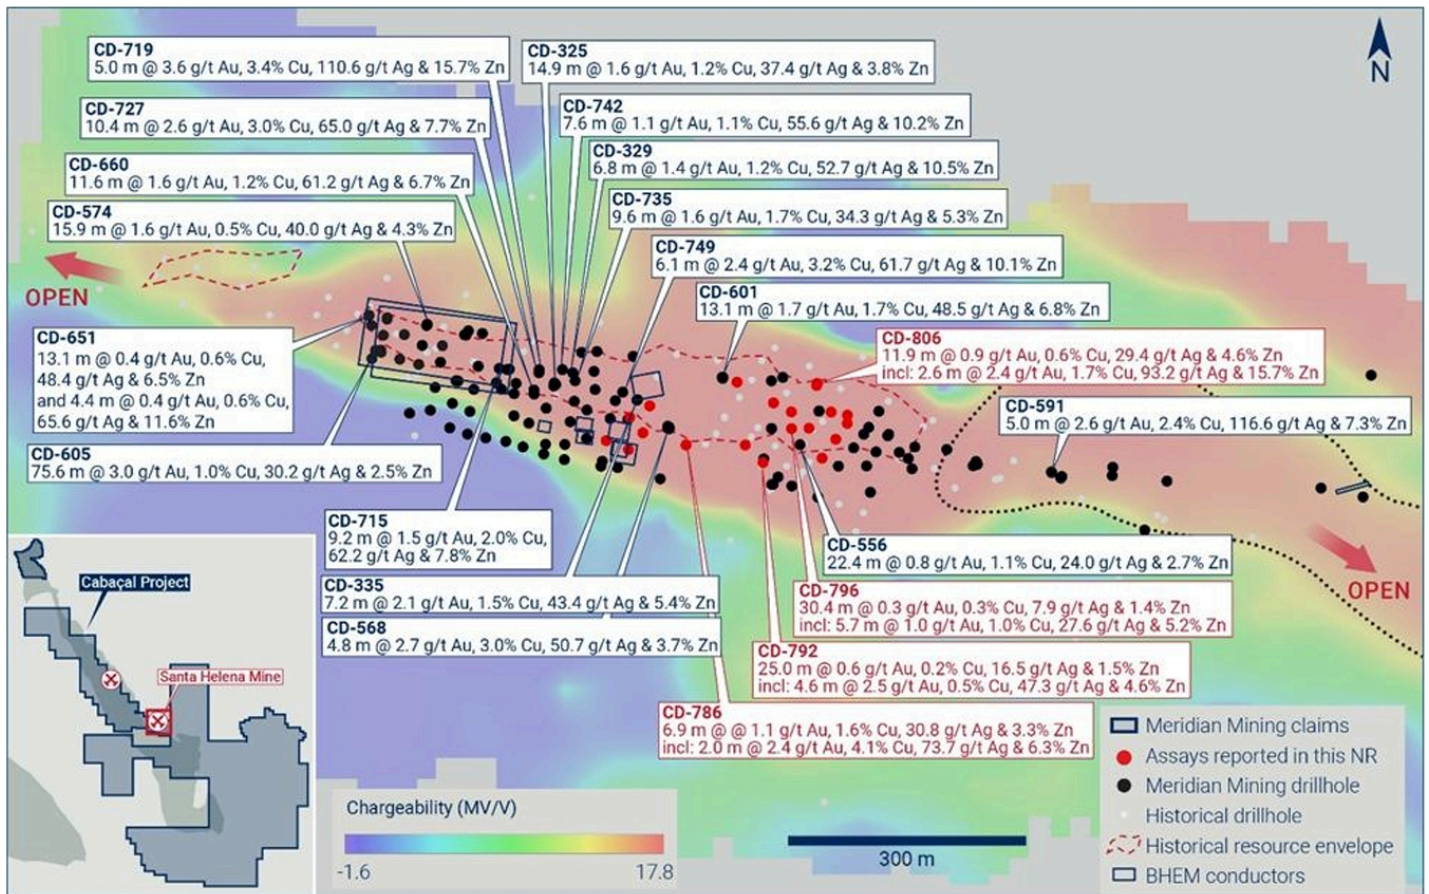 CD-719
5.0 m @ 3.6 g/t Au, 3.4% Cu, 110.6 g/t Ag & 15.7% Zn
CD-325
14.9 m @ 1.6 g/t Au, 1.2% Cu, 37.4 g/t Ag & 3.8% Zn
N
CD-727
10.4 m @ 2.6 g/t Au, 3.0% Cu, 65.0 g/t Ag & 7.7% Zn
CD-742
7.6 m @ 1.1 g/t Au, 1.1% Cu, 55.6 g/t Ag & 10.2% Zn
CD-660
11.6 m @ 1.6 g/t Au, 1.2% Cu, 61.2 g/t Ag & 6.7% Zn
CD-329
6.8 m @ 1.4 g/t Au, 1.2% Cu, 52.7 g/t Ag & 10.5% Zn
CD-574
15.9 m @ 1.6 g/t Au, 0.5% Cu, 40.0 g/t Ag & 4.3% Zn
CD-735
9.6 m @ 1.6 g/t Au, 1.7% Cu, 34.3 g/t Ag & 5.3% Zn
CD-749
6.1 m @ 2.4 g/t Au, 3.2% Cu, 61.7 g/t Ag & 10.1% Zn
OPEN
CD-601
13.1 m @ 1.7 g/t Au, 1.7% Cu, 48.5 g/t Ag & 6.8% Zn
CD-651
13.1 m @ 0.4 g/t Au, 0.6% Cu,
48.4 g/t Ag & 6.5% Zn
and 4.4 m @ 0.4 g/t Au, 0.6% Cu,
65.6 g/t Ag & 11.6% Zn
CD-806
11.9 m @ 0.9 g/t Au, 0.6% Cu, 29.4 g/t Ag & 4.6% Zn
incl: 2.6 m @ 2.4 g/t Au, 1.7% Cu, 93.2 g/t Ag & 15.7% Zn
CD-591
5.0 m @ 2.6 g/t Au, 2.4% Cu, 116.6 g/t Ag & 7.3% Zn
CD-605
75.6 m @ 3.0 g/t Au, 1.0% Cu, 30.2 g/t Ag & 2.5% Zn
CD-715
9.2 m @ 1.5 g/t Au, 2.0% Cu,
62.2 g/t Ag & 7.8% Zn
CD-556
22.4 m @ 0.8 g/t Au, 1.1% Cu, 24.0 g/t Ag & 2.7% Zn
OPEN
CD-335
7.2 m @ 2.1 g/t Au, 1.5% Cu, 43.4 g/t Ag & 5.4% Zn
CD-796
30.4 m @ 0.3 g/t Au, 0.3% Cu, 7.9 g/t Ag & 1.4% Zn
incl: 5.7 m @ 1.0 g/t Au, 1.0% Cu, 27.6 g/t Ag & 5.2% Zn
CD-568
4.8 m @ 2.7 g/t Au, 3.0% Cu, 50.7 g/t Ag & 3.7% Zn
CD-792
25.0 m @ 0.6 g/t Au, 0.2% Cu, 16.5 g/t Ag & 1.5% Zn
incl: 4.6 m @ 2.5 g/t Au, 0.5% Cu, 47.3 g/t Ag & 4.6% Zn
CD-786
6.9 m @ @ 1.1 g/t Au, 1.6% Cu, 30.8 g/t Ag & 3.3% Zn
incl: 2.0 m @ 2.4 g/t Au, 4.1% Cu, 73.7 g/t Ag & 6.3% Zn
Cabaçal Project
Santa Helena Mine
Chargeability (MV/V)
-1.6
17.8
300 m
Meridian Mining claims
Assays reported in this NR
Meridian Mining drillhole
Historical drillhole
Historical resource envelope
BHEM conductors